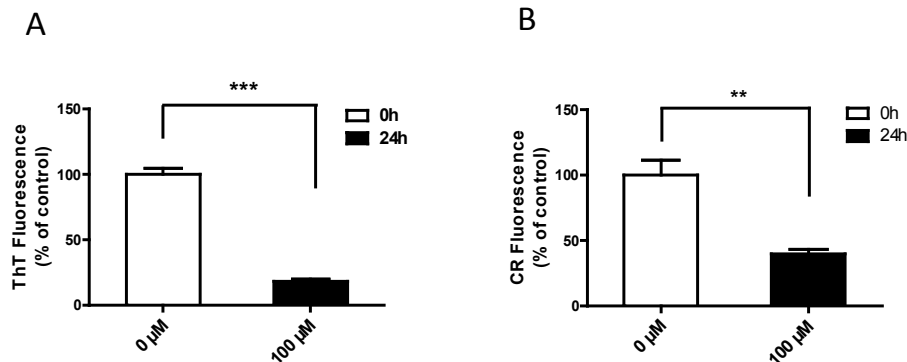 A
***
150
100
50
0
ThT Fluorescence
(% of control)
0h
24h
0 µM
100 µM
B
**
150
100
50
0
CR Fluorescence
(% of control)
0h
24h
0 µM
100 µM